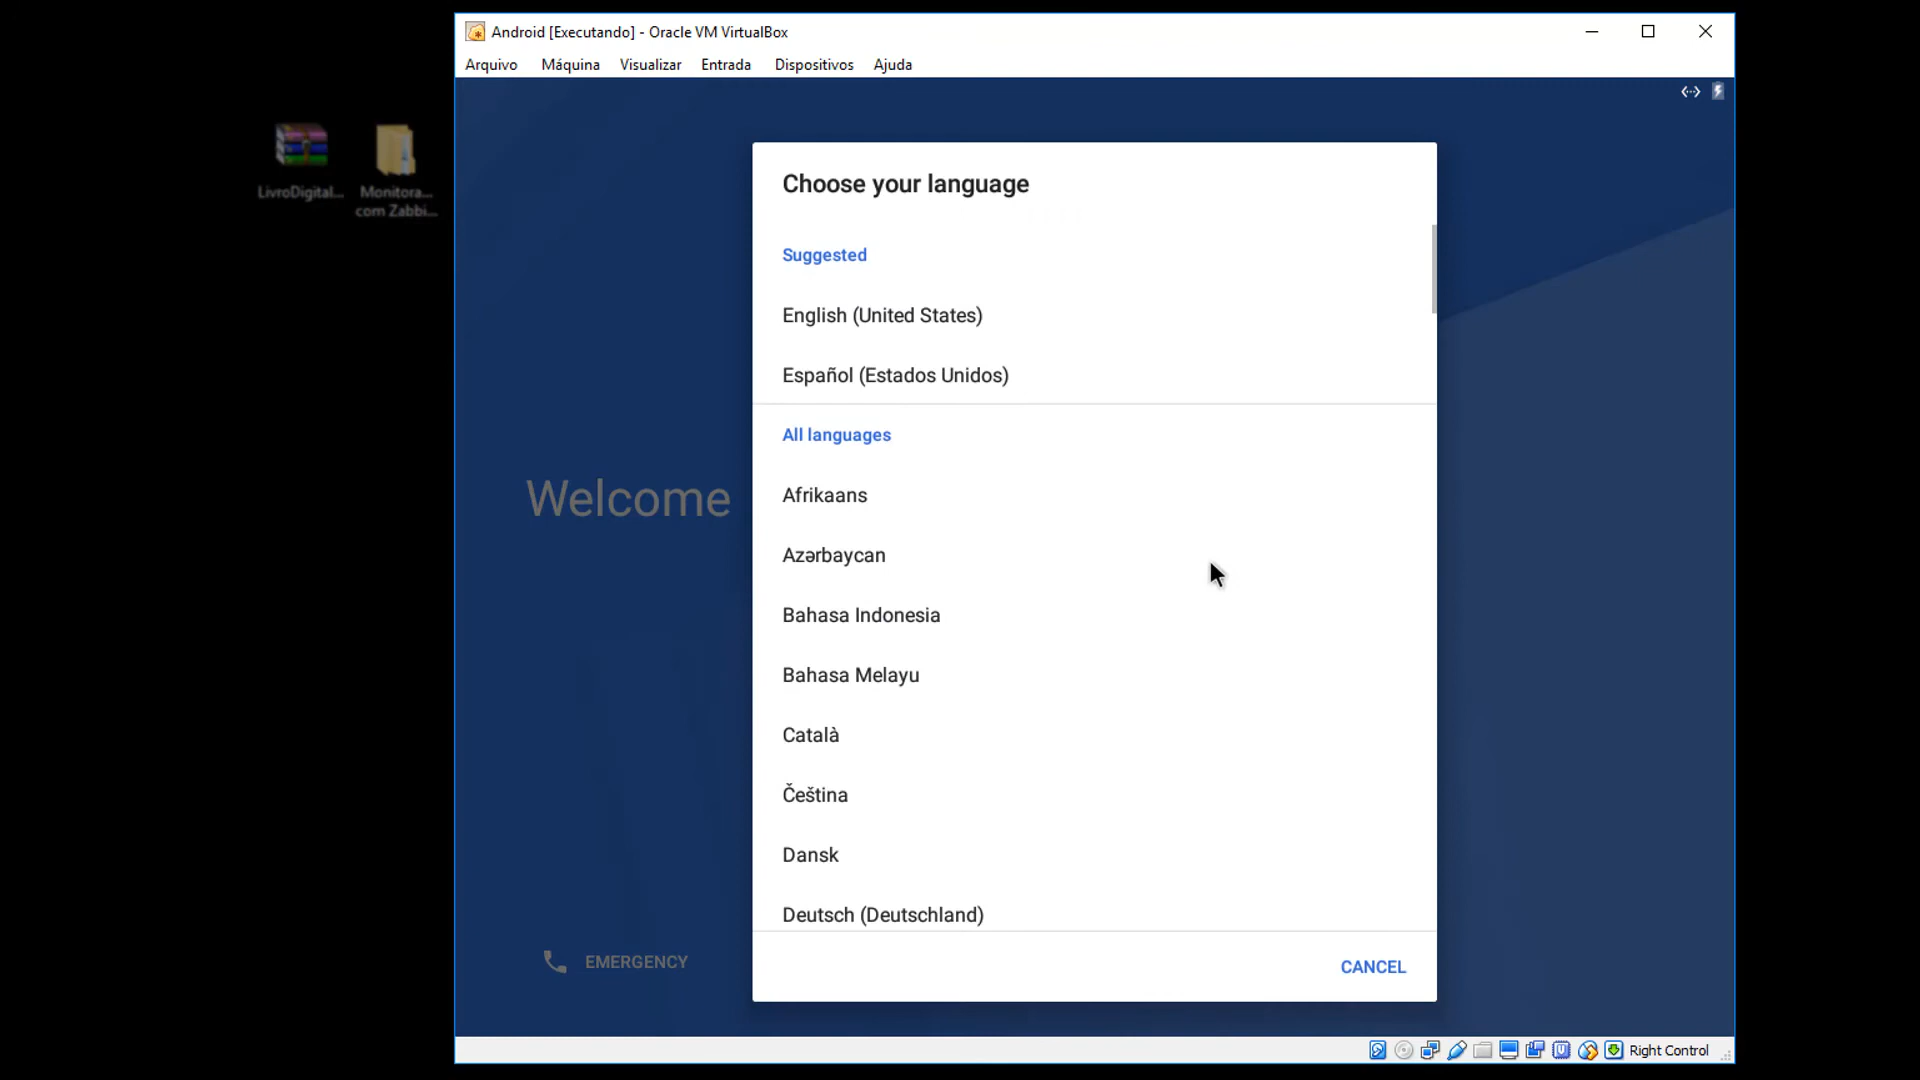 Android [Executando] - Oracle VM VirtualBox
Arquivo Máquina Visualizar Entrada Dispositivos Ajuda
LivroDigital...
Monitora...
com Zabbi...
Choose your language
Suggested
English (United States)
Español (Estados Unidos)
All languages
Afrikaans
Azərbaycan
Welcome
Bahasa Indonesia
Bahasa Melayu
Català
Čeština
Dansk
Deutsch (Deutschland)
EMERGENCY
CANCEL
Right Control